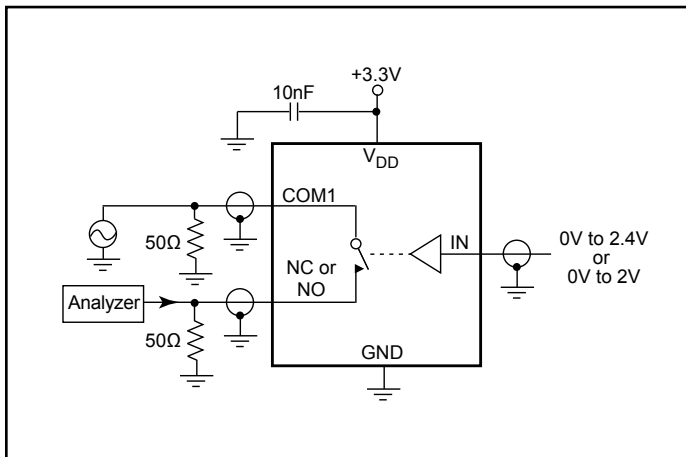 +3.3V
10nF
VDD
COM1
50Ω
IN
0V to 2.4V
or
0V to 2V
NC or
NO
Analyzer
50Ω
GND